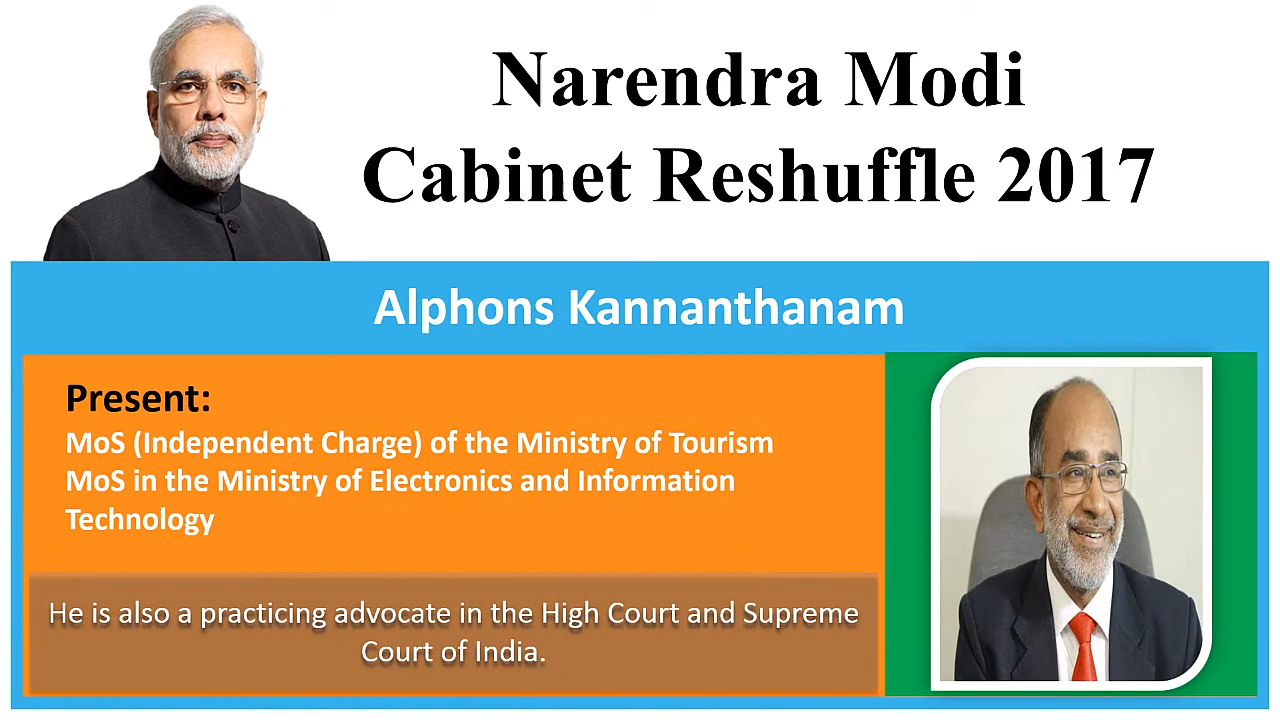 Narendra Modi
Cabinet Reshuffle 2017
Alphons Kannanthanam
Present:
MoS (Independent Charge) of the Ministry of Tourism
MoS in the Ministry of Electronics and Information
Technology
He is also a practicing advocate in the High Court and Supreme
Court of India.